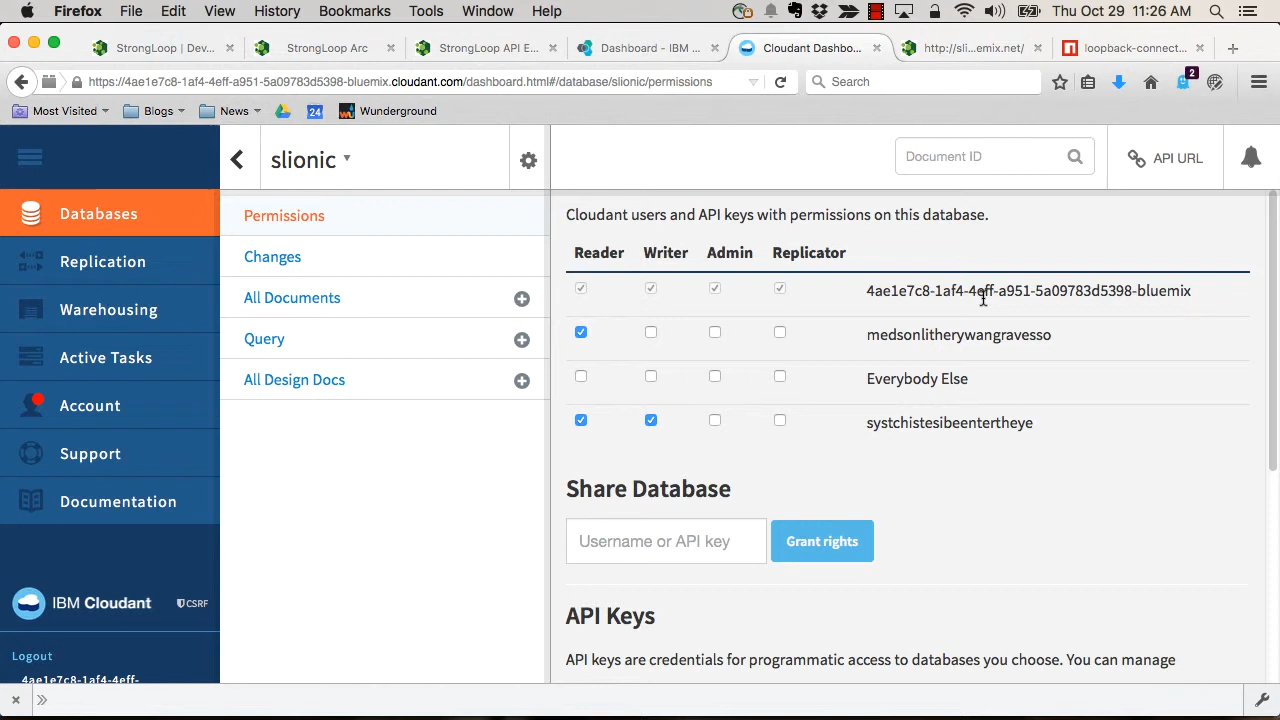 Firefox File Edit View History Bookmarks Tools Window Help Thu Oct 29 11:26 AM
StrongLoop | Dev... × StrongLoop Arc × StrongLoop API E... × Dashboard - IBM ... × Cloudant Dashbo... × http://sl...emix.net/ × loopback-connect... × +
https://4ae1e7c8-1af4-4eff-a951-5a09783d5398-bluemix.cloudant.com/dashboard.html#/database/slionic/permissions Search 2
Most Visited Blogs News 24 Wunderground
slionic Document ID API URL
Databases
Replication
Warehousing
Active Tasks
Account
Support
Documentation
IBM Cloudant CSRF
Logout
4ae1e7c8-1af4-4eff-
Permissions
Changes
All Documents
Query
All Design Docs
Cloudant users and API keys with permissions on this database.
Reader Writer Admin Replicator
4ae1e7c8-1af4-4eff-a951-5a09783d5398-bluemix
medsonlitherywangravesso
Everybody Else
systchistesibeentertheye
Share Database
Username or API key Grant rights
API Keys
API keys are credentials for programmatic access to databases you choose. You can manage